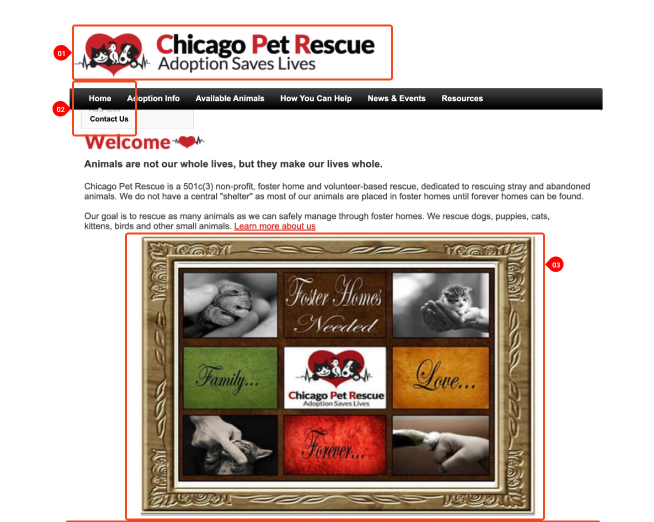 01
Chicago Pet Rescue
Adoption Saves Lives
Home Adoption Info Available Animals How You Can Help News & Events Resources
02
Contact Us
Welcome
Animals are not our whole lives, but they make our lives whole.
Chicago Pet Rescue is a 501c(3) non-profit, foster home and volunteer-based rescue, dedicated to rescuing stray and abandoned
animals. We do not have a central "shelter" as most of our animals are placed in foster homes until forever homes can be found.
Our goal is to rescue as many animals as we can safely manage through foster homes. We rescue dogs, puppies, cats,
kittens, birds and other small animals. Learn more about us
03
Foster Homes
Needed
Family...
Chicago Pet Rescue
Adoption Saves Lives
Love...
Forever...